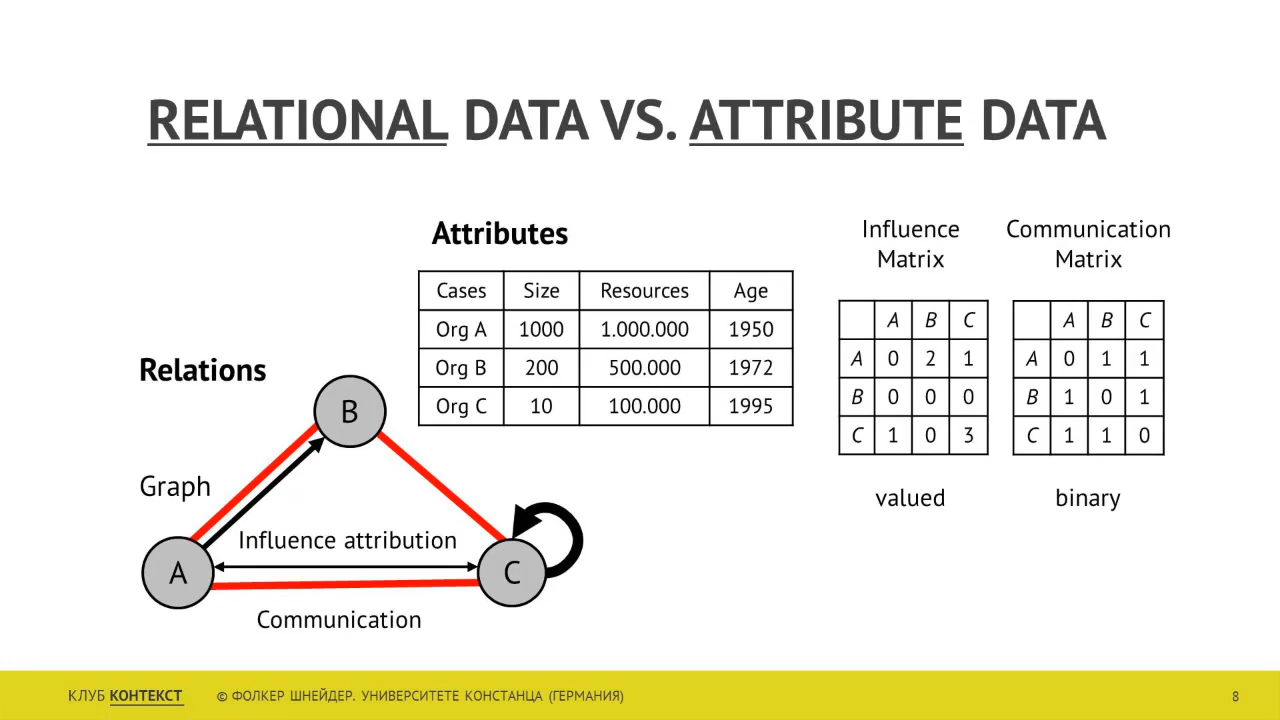 RELATIONAL DATA VS. ATTRIBUTE DATA
Attributes
Cases Size Resources Age
Org A 1000 1.000.000 1950
Org B 200 500.000 1972
Org C 10 100.000 1995
Influence
Matrix
A B C
A 0 2 1
B 0 0 0
C 1 0 3
valued
Communication
Matrix
A B C
A 0 1 1
B 1 0 1
C 1 1 0
binary
Relations
B
Graph
Influence attribution
A
C
Communication
КЛУБ КОНТЕКСТ © ФОЛКЕР ШНЕЙДЕР. УНИВЕРСИТЕТЕ КОНСТАНЦА (ГЕРМАНИЯ) 8